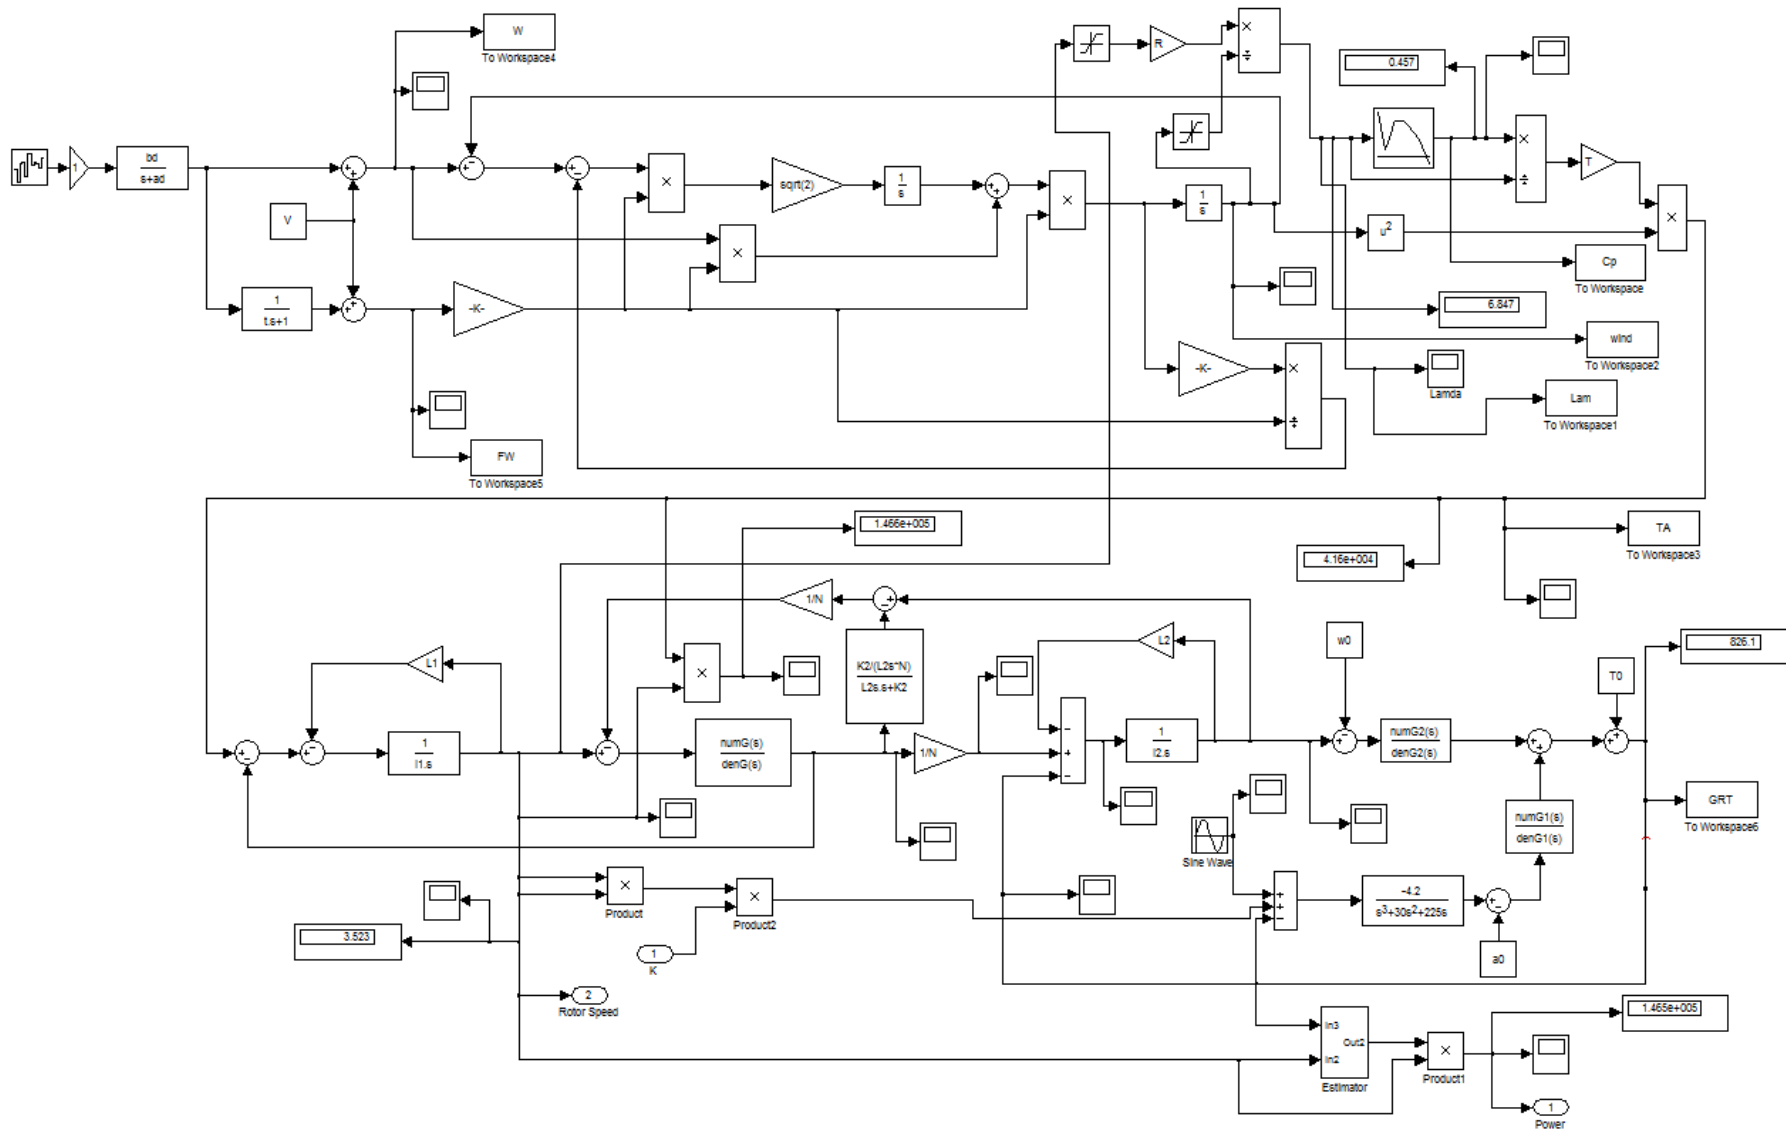 W
To Workspace4
R
×
÷
0.457
1
bd
s+ad
×
sqrt(2)
1
s
×
×
÷
T
×
V
×
1
s
u²
Cp
To Workspace
1
t.s+1
-K-
6.847
wind
To Workspace2
-K-
×
÷
Lamda
Lam
To Workspace1
FW
To Workspace5
1.466e+005
TA
To Workspace3
4.16e+004
1/N
K2/(L2s*N)
L2s.s+K2
L2
w0
826.1
L1
×
T0
1
I1.s
numG(s)
denG(s)
1/N
1
I2.s
numG2(s)
denG2(s)
GRT
To Workspace6
Sine Wave
numG1(s)
denG1(s)
×
Product
×
Product2
-4.2
s³+30s²+225s
3.523
1
K
a0
2
Rotor Speed
1.465e+005
In3
Out2
In2
Estimator
×
Product1
1
Power